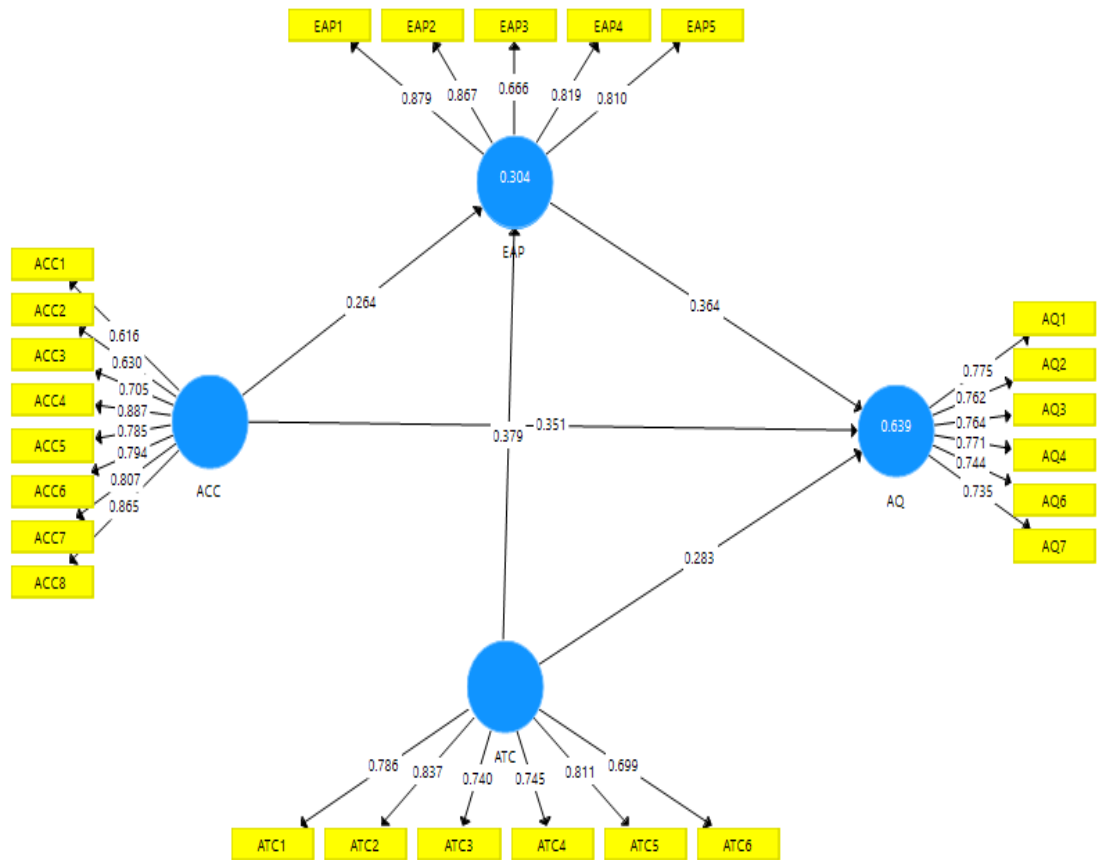 EAP1 EAP2 EAP3 EAP4 EAP5
0.879 0.867 0.666 0.819 0.810
0.304
EAP
ACC1
ACC2
ACC3
ACC4
ACC5
ACC6
ACC7
ACC8
0.616
0.630
0.705
0.887
0.785
0.794
0.807
0.865
ACC
0.264
0.364
0.351
0.379
0.283
0.639
AQ
0.775
0.762
0.764
0.771
0.744
0.735
AQ1
AQ2
AQ3
AQ4
AQ6
AQ7
ATC
0.786 0.837 0.740 0.745 0.811 0.699
ATC1 ATC2 ATC3 ATC4 ATC5 ATC6